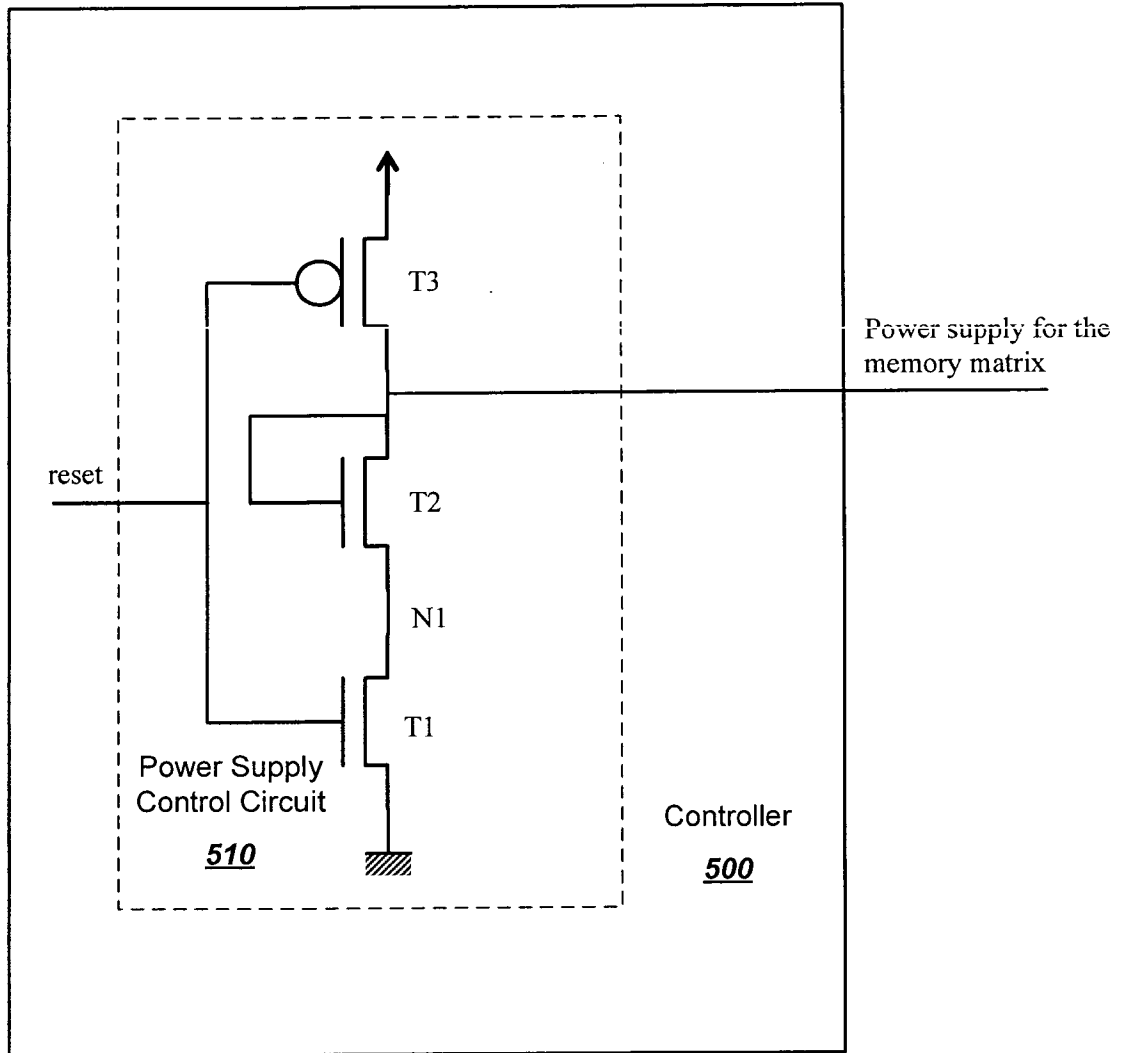 T3
Power supply for the
memory matrix
reset
T2
N1
T1
Power Supply
Control Circuit
510
Controller
500